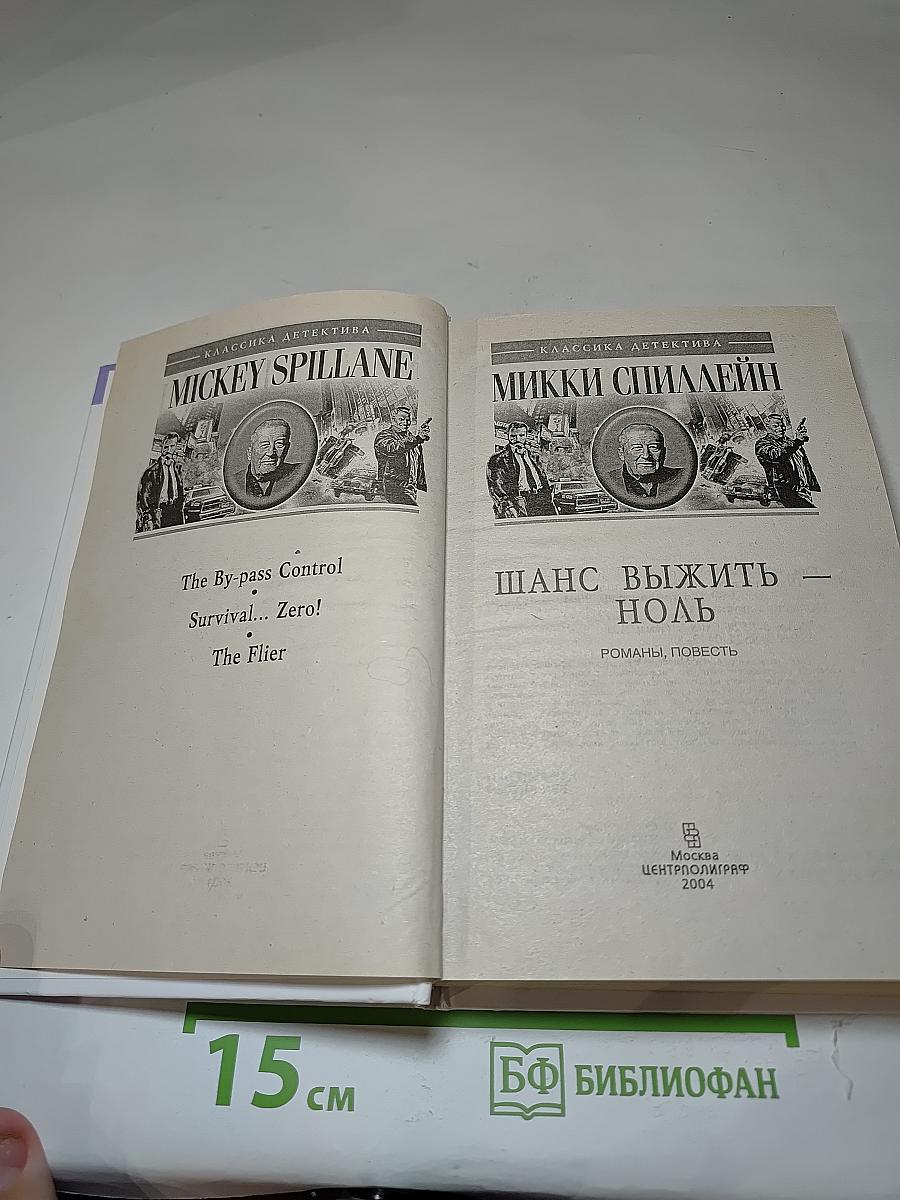 КЛАССИКА ДЕТЕКТИВА
MICKEY SPILLANE
The By-pass Control
•
Survival... Zero!
•
The Flier
КЛАССИКА ДЕТЕКТИВА
МИККИ СПИЛЛЕЙН
ШАНС ВЫЖИТЬ —
НОЛЬ
РОМАНЫ, ПОВЕСТЬ
Москва
ЦЕНТРПОЛИГРАФ
2004
15 см
БФ БИБЛИОФАН